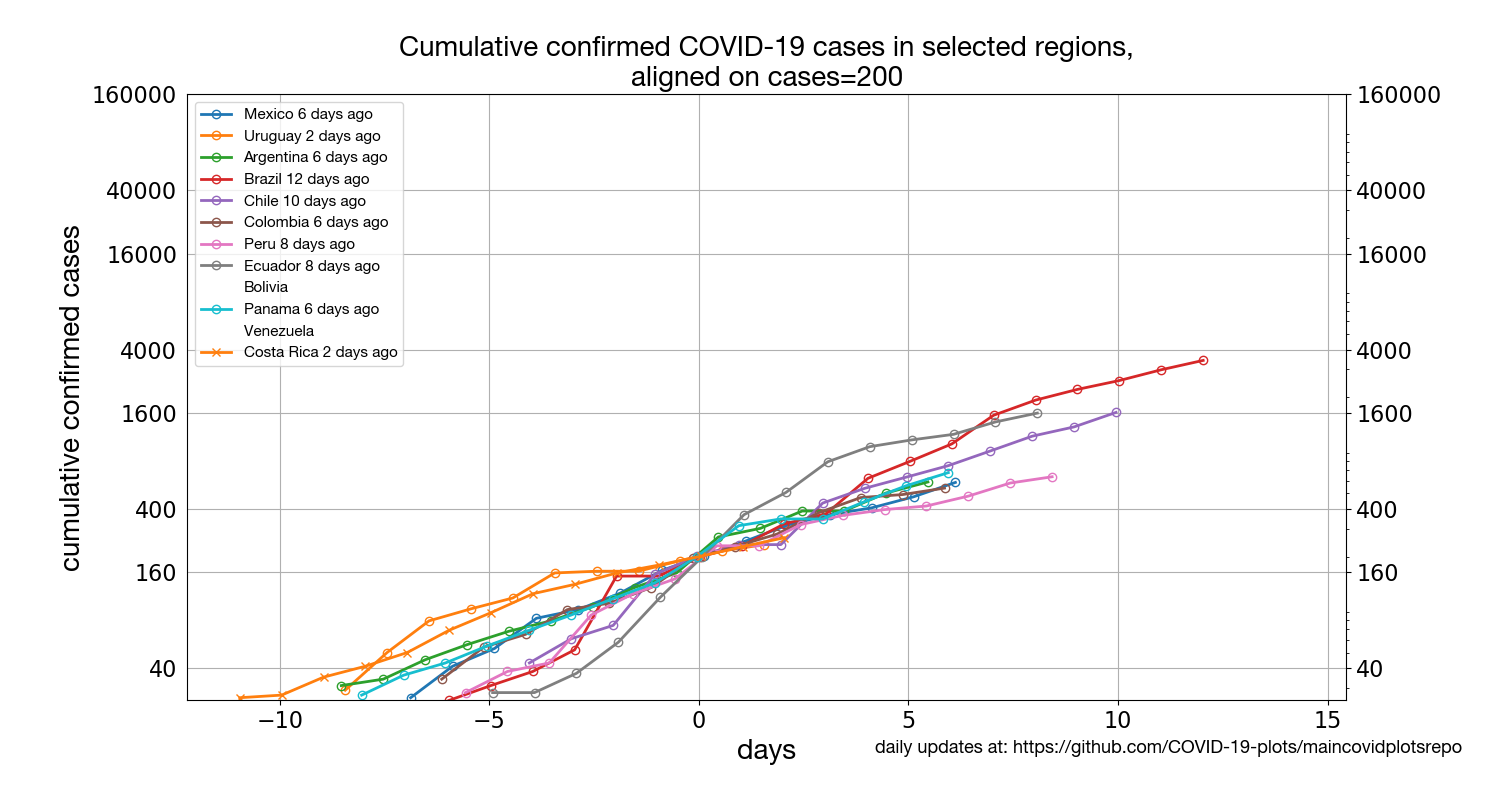 Cumulative confirmed COVID-19 cases in selected regions,
aligned on cases=200
160000
40000
16000
4000
1600
400
160
40
cumulative confirmed cases
Mexico 6 days ago
Uruguay 2 days ago
Argentina 6 days ago
Brazil 12 days ago
Chile 10 days ago
Colombia 6 days ago
Peru 8 days ago
Ecuador 8 days ago
Bolivia
Panama 6 days ago
Venezuela
Costa Rica 2 days ago
160000
40000
16000
4000
1600
400
160
40
−10 −5 0 5 10 15
days
daily updates at: https://github.com/COVID-19-plots/maincovidplotsrepo